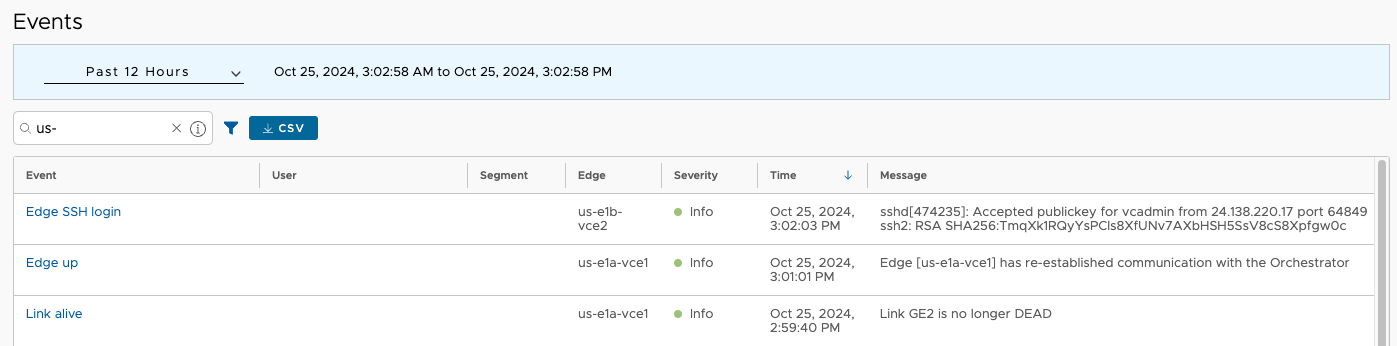 Events
Past 12 Hours
Oct 25, 2024, 3:02:58 AM to Oct 25, 2024, 3:02:58 PM
us-
CSV
Event User Segment Edge Severity Time Message
Edge SSH login us-e1b-vce2 Info Oct 25, 2024, 3:02:03 PM sshd[474235]: Accepted publickey for vcadmin from 24.138.220.17 port 64849
ssh2: RSA SHA256:TmqXk1RQyYsPCls8XfUNv7AXbHSH5SsV8cS8Xpfgw0c
Edge up us-e1a-vce1 Info Oct 25, 2024, 3:01:01 PM Edge [us-e1a-vce1] has re-established communication with the Orchestrator
Link alive us-e1a-vce1 Info Oct 25, 2024, 2:59:40 PM Link GE2 is no longer DEAD